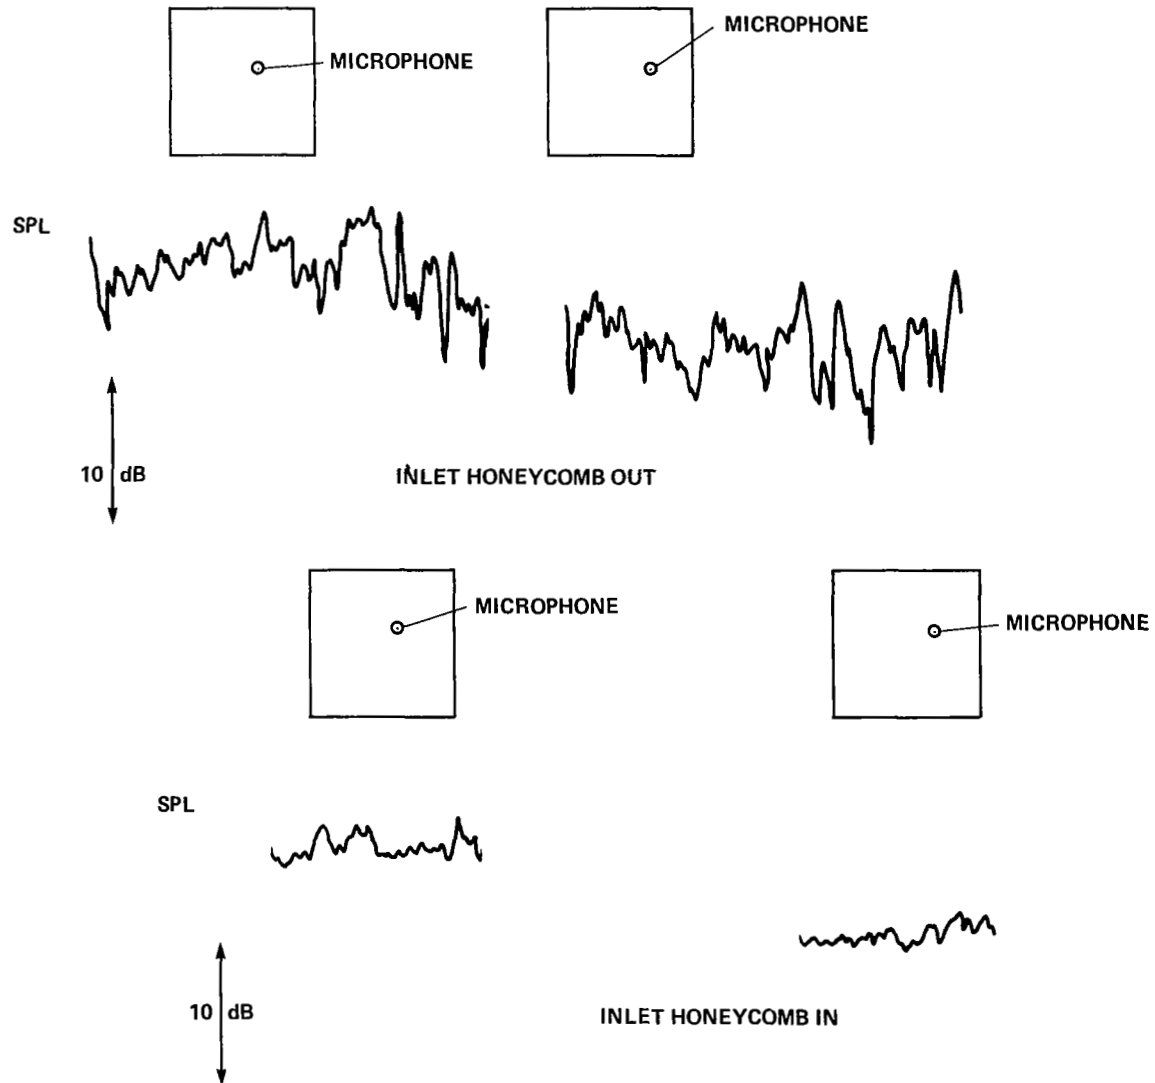 MICROPHONE
MICROPHONE
SPL
10 dB
INLET HONEYCOMB OUT
MICROPHONE
MICROPHONE
SPL
10 dB
INLET HONEYCOMB IN